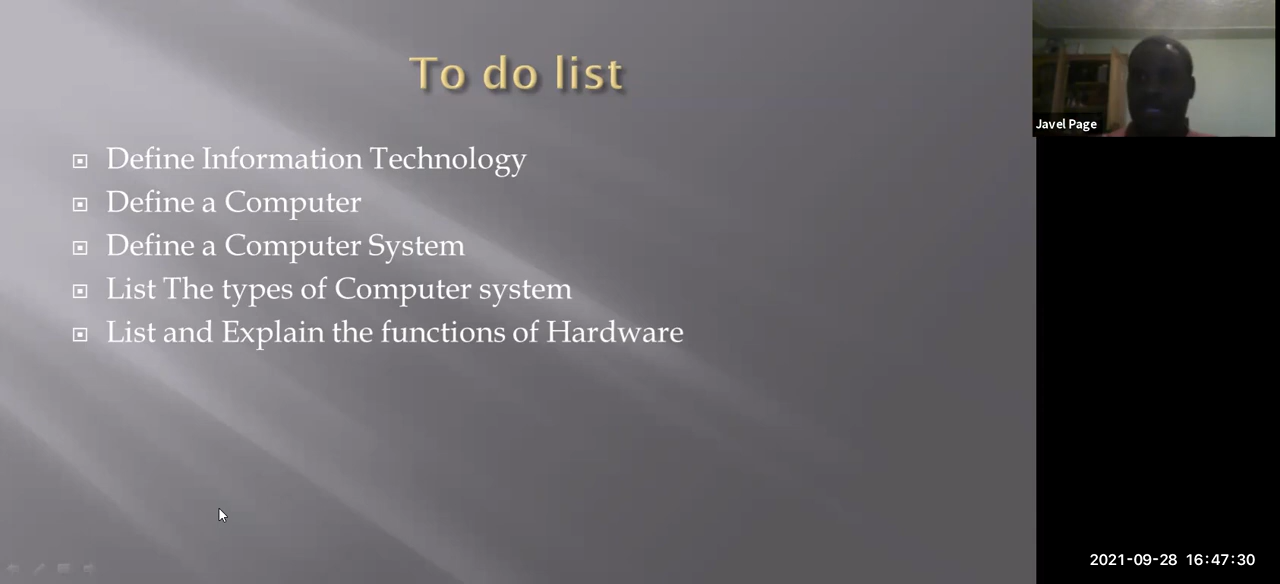 To do list
Define Information Technology
Define a Computer
Define a Computer System
List The types of Computer system
List and Explain the functions of Hardware
Javel Page
2021-09-28 16:47:30